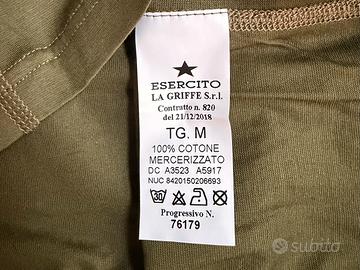 ESERCITO
LA GRIFFE S.r.l.
Contratto n. 820
del 21/12/2018
TG. M
100% COTONE
MERCERIZZATO
DC A3523 A5917
NUC 8420150206693
30
Progressivo N.
76179
subito